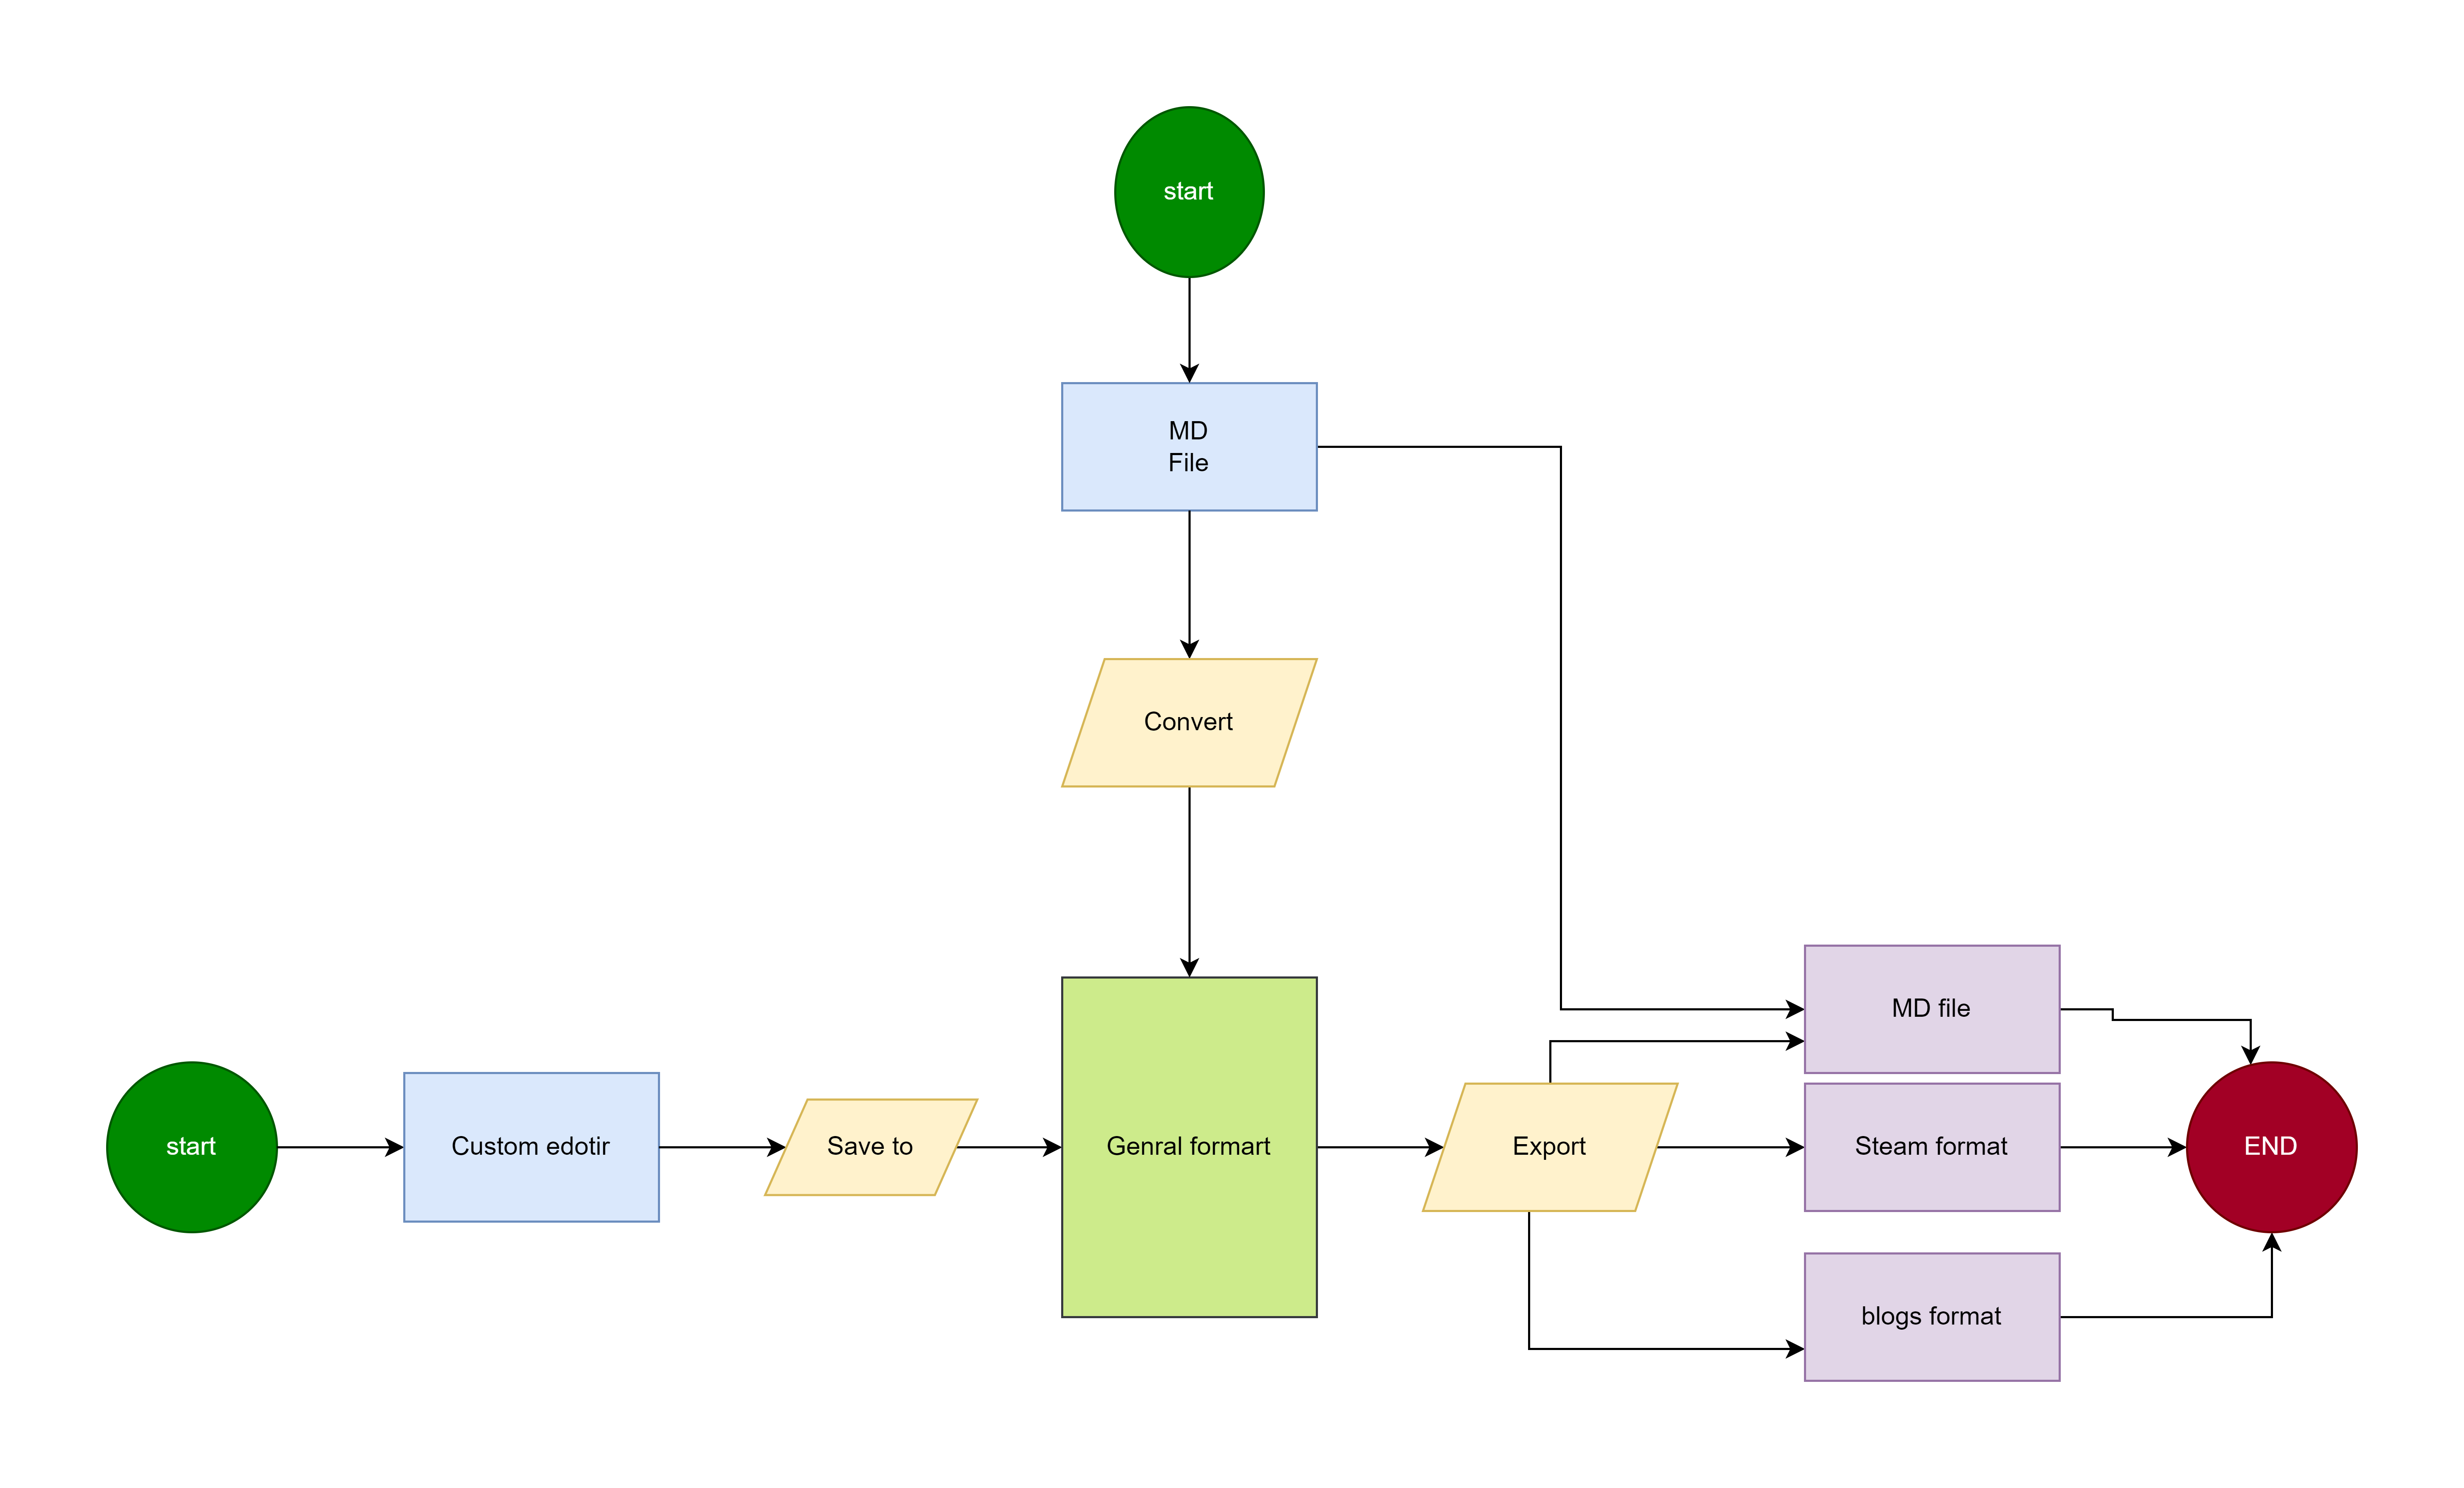 start
MD
File
Convert
MD file
start
Custom edotir
Save to
Genral formart
Export
Steam format
END
blogs format